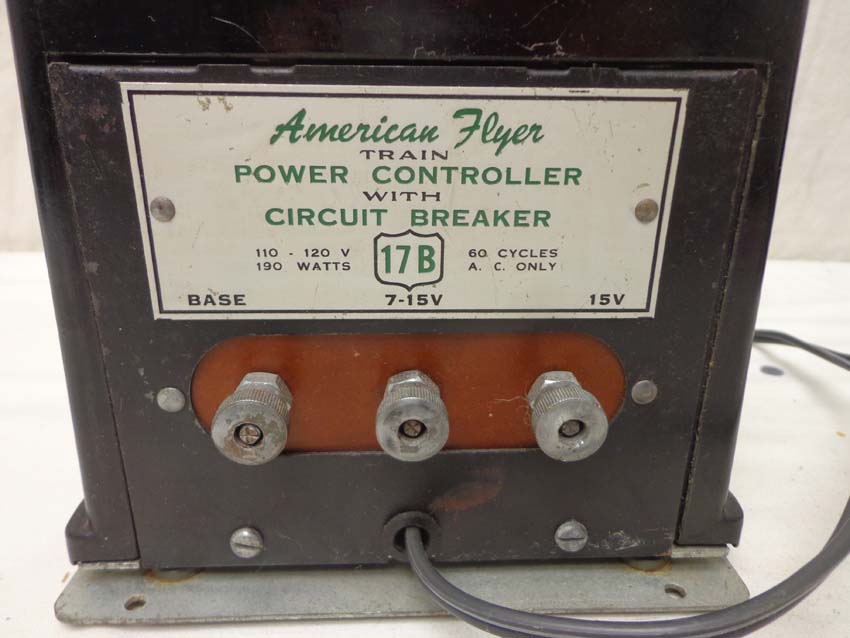 American Flyer
TRAIN
POWER CONTROLLER
WITH
CIRCUIT BREAKER
110 - 120 V
190 WATTS
17B
60 CYCLES
A. C. ONLY
BASE 7-15V 15V